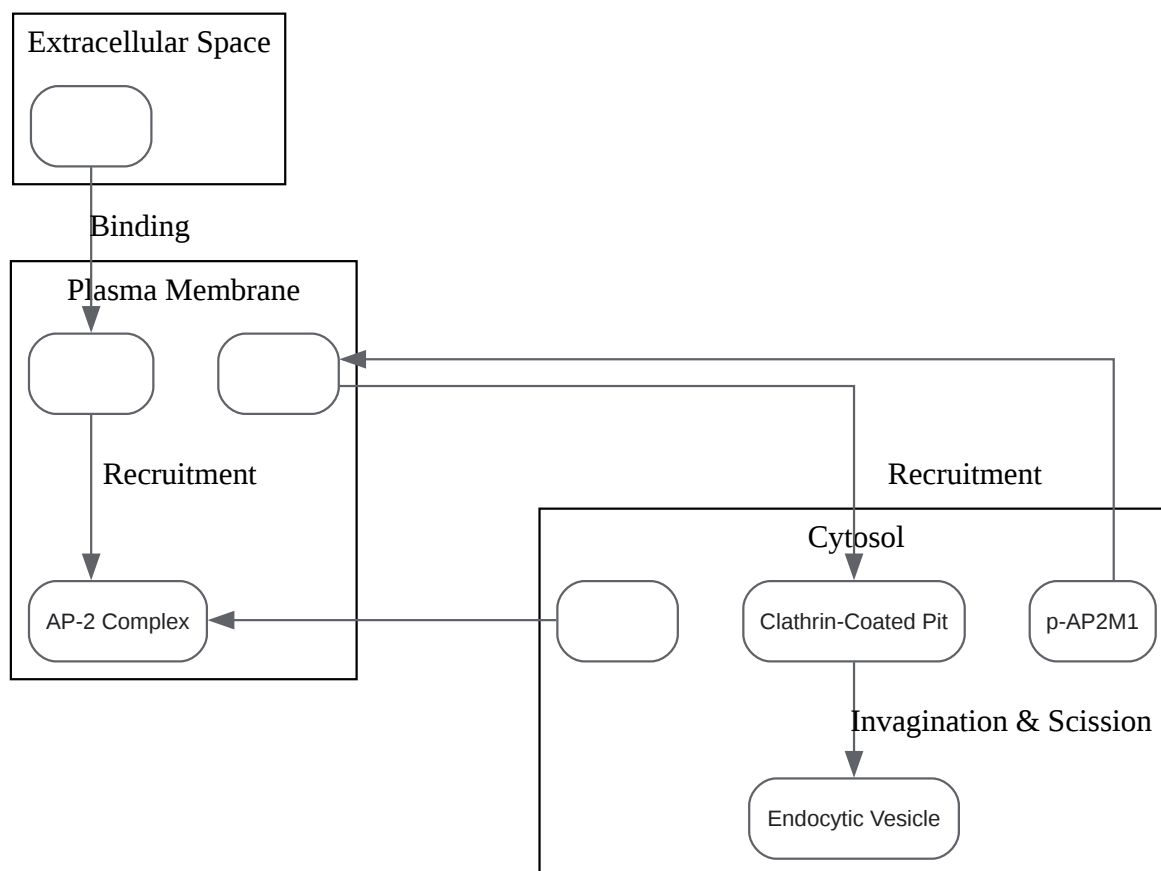 Extracellular Space
Binding
Plasma Membrane
Recruitment
Recruitment
Cytosol
AP-2 Complex
Clathrin-Coated Pit
p-AP2M1
Invagination & Scission
Endocytic Vesicle